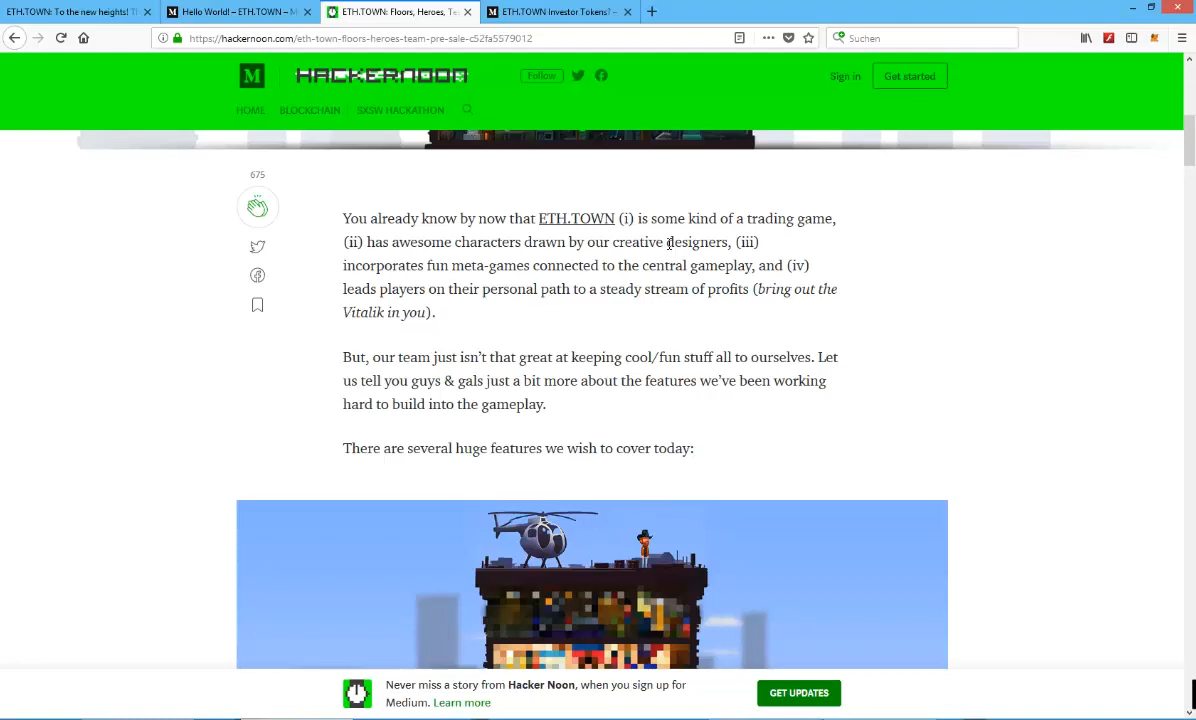 ETH.TOWN: To the new heights! Tl
Hello World! – ETH.TOWN – M
ETH.TOWN: Floors, Heroes, Te
ETH.TOWN Investor Tokens? –
https://hackernoon.com/eth-town-floors-heroes-team-pre-sale-c52fa5579012
Suchen
HACKERNOON
Follow
Sign in
Get started
HOME
BLOCKCHAIN
SXSW HACKATHON
675
You already know by now that ETH.TOWN (i) is some kind of a trading game,
(ii) has awesome characters drawn by our creative designers, (iii)
incorporates fun meta-games connected to the central gameplay, and (iv)
leads players on their personal path to a steady stream of profits (bring out the
Vitalik in you).
But, our team just isn’t that great at keeping cool/fun stuff all to ourselves. Let
us tell you guys & gals just a bit more about the features we’ve been working
hard to build into the gameplay.
There are several huge features we wish to cover today:
Never miss a story from Hacker Noon, when you sign up for
Medium. Learn more
GET UPDATES